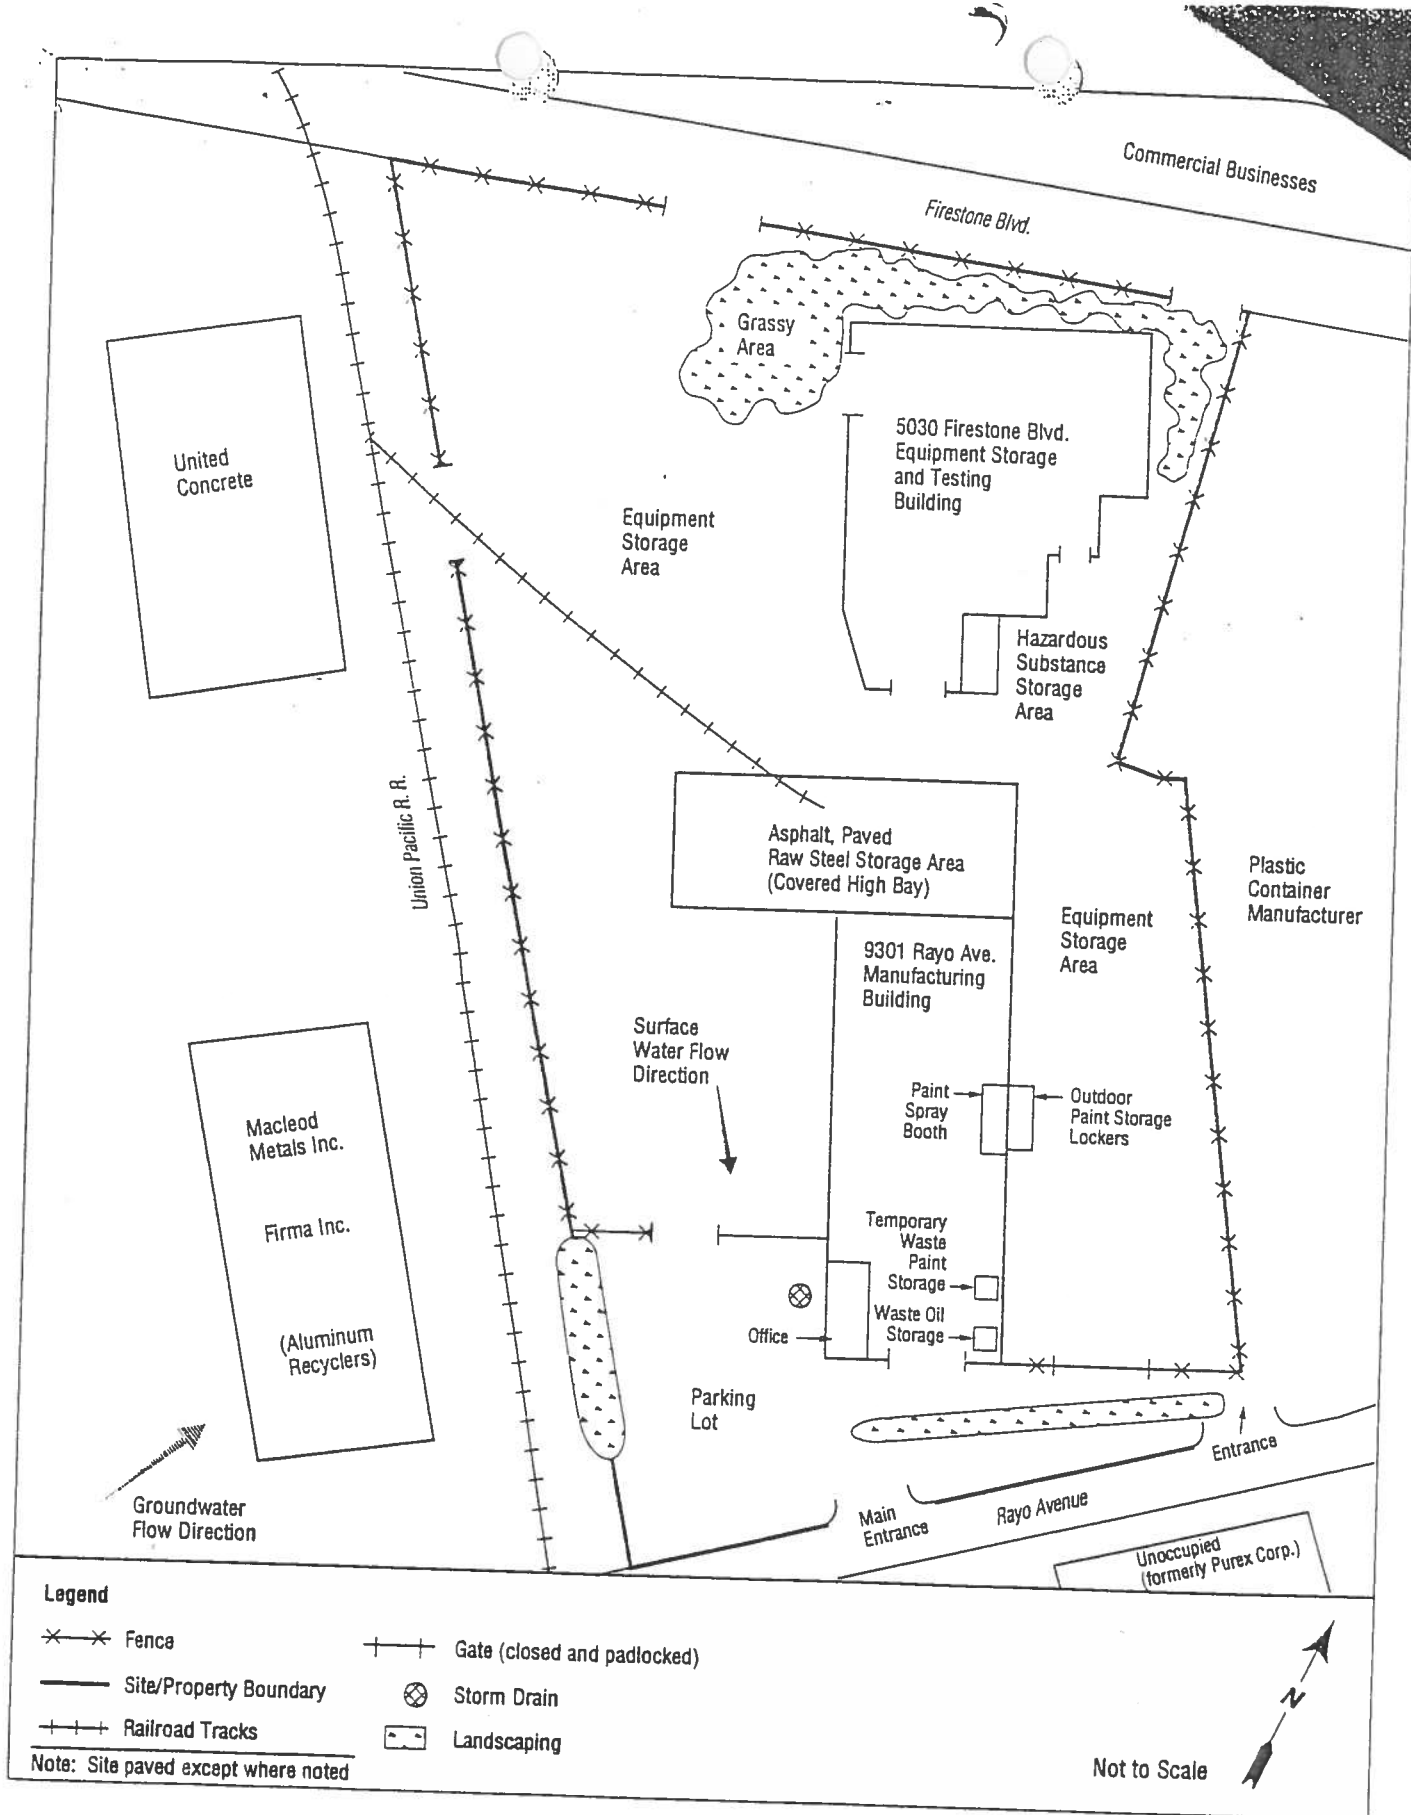 Commercial Businesses
Firestone Blvd.
Grassy
Area
United
Concrete
5030 Firestone Blvd.
Equipment Storage
and Testing
Building
Equipment
Storage
Area
Hazardous
Substance
Storage
Area
Union Pacific R. R.
Asphalt, Paved
Raw Steel Storage Area
(Covered High Bay)
Plastic
Container
Manufacturer
Equipment
Storage
Area
9301 Rayo Ave.
Manufacturing
Building
Surface
Water Flow
Direction
Paint
Spray
Booth
Outdoor
Paint Storage
Lockers
Macleod
Metals Inc.
Firma Inc.
(Aluminum
Recyclers)
Temporary
Waste
Paint
Storage
Waste Oil
Storage
Office
Parking
Lot
Entrance
Main
Entrance
Rayo Avenue
Groundwater
Flow Direction
Unoccupied
(formerly Purex Corp.)
Legend
Fence
Site/Property Boundary
Railroad Tracks
Gate (closed and padlocked)
Storm Drain
Landscaping
Note: Site paved except where noted
N
Not to Scale